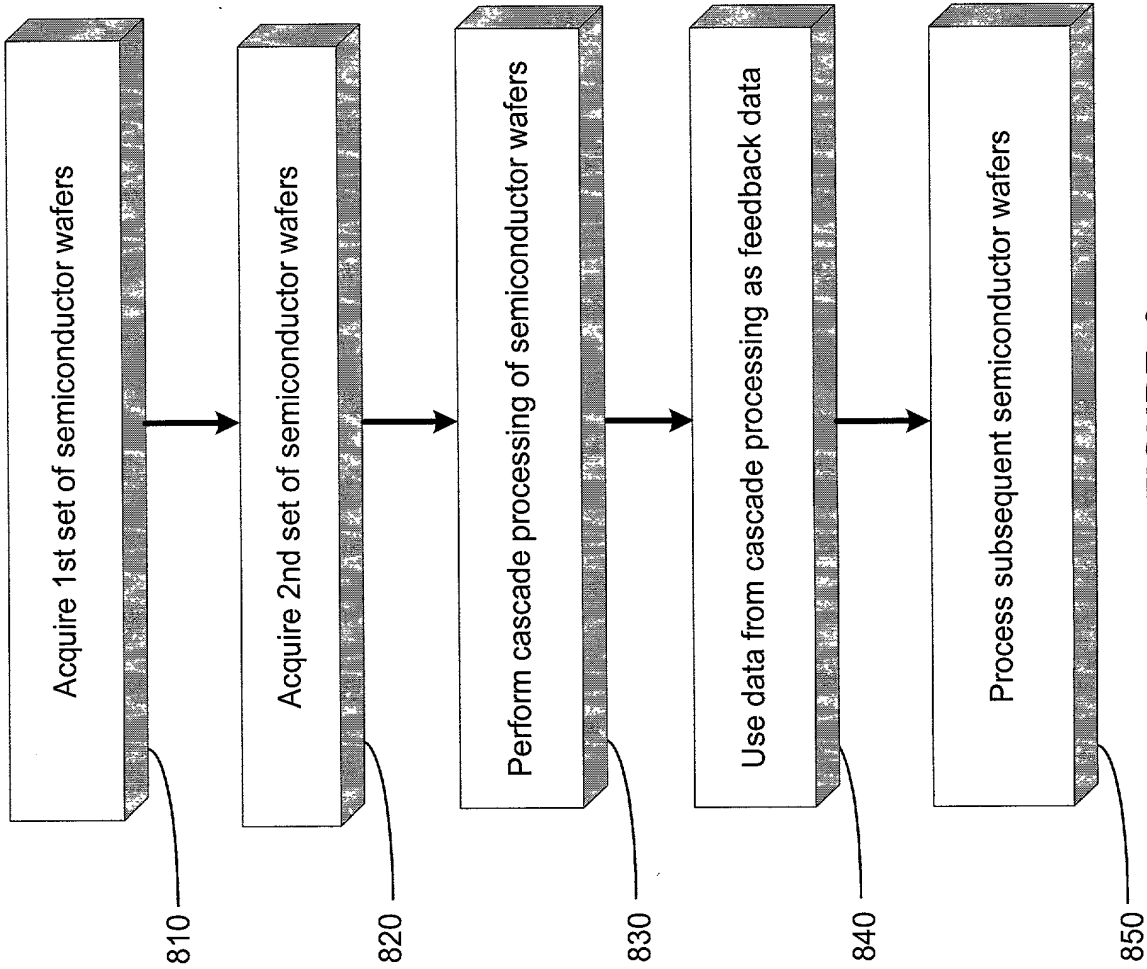 Acquire 1st set of semiconductor wafers
810
Acquire 2nd set of semiconductor wafers
820
Perform cascade processing of semiconductor wafers
830
Use data from cascade processing as feedback data
840
Process subsequent semiconductor wafers
850